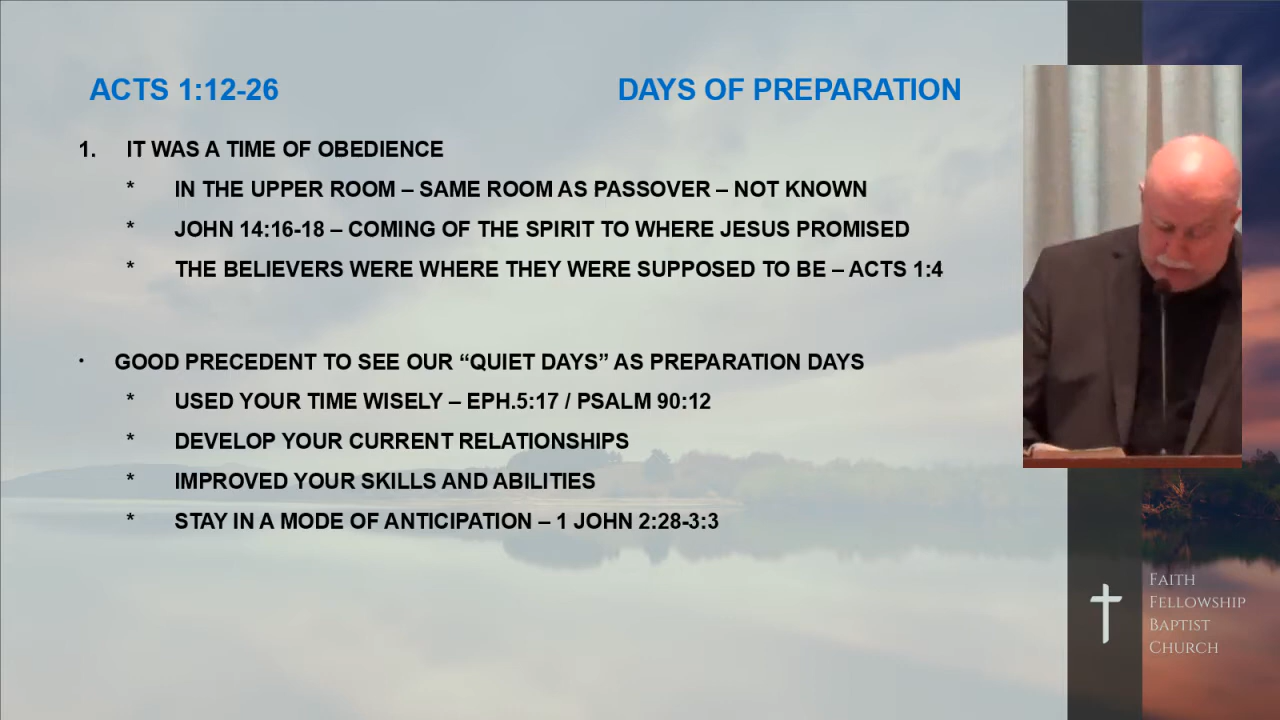 ACTS 1:12-26 DAYS OF PREPARATION
1. IT WAS A TIME OF OBEDIENCE
* IN THE UPPER ROOM – SAME ROOM AS PASSOVER – NOT KNOWN
* JOHN 14:16-18 – COMING OF THE SPIRIT TO WHERE JESUS PROMISED
* THE BELIEVERS WERE WHERE THEY WERE SUPPOSED TO BE – ACTS 1:4
• GOOD PRECEDENT TO SEE OUR “QUIET DAYS” AS PREPARATION DAYS
* USED YOUR TIME WISELY – EPH.5:17 / PSALM 90:12
* DEVELOP YOUR CURRENT RELATIONSHIPS
* IMPROVED YOUR SKILLS AND ABILITIES
* STAY IN A MODE OF ANTICIPATION – 1 JOHN 2:28-3:3
FAITH
FELLOWSHIP
BAPTIST
CHURCH